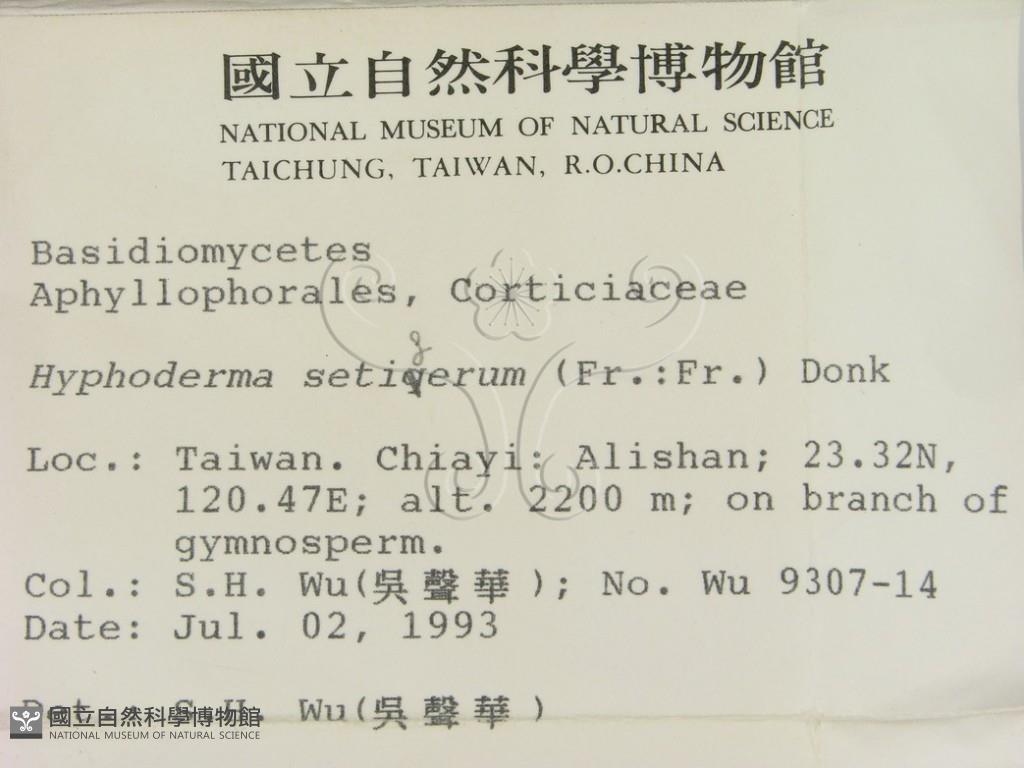 國立自然科學博物館
NATIONAL MUSEUM OF NATURAL SCIENCE
TAICHUNG, TAIWAN, R.O.CHINA
Basidiomycetes
Aphyllophorales, Corticiaceae
g
Hyphoderma setiqerum (Fr.:Fr.) Donk
Loc.: Taiwan. Chiayi: Alishan; 23.32N,
120.47E; alt. 2200 m; on branch of
gymnosperm.
Col.: S.H. Wu(吳聲華); No. Wu 9307-14
Date: Jul. 02, 1993
Det.: S.H. Wu(吳聲華)
國立自然科學博物館
NATIONAL MUSEUM OF NATURAL SCIENCE